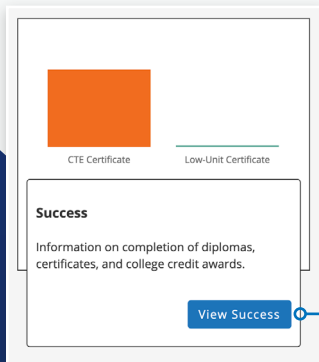 CTE Certificate Low-Unit Certificate
Success
Information on completion of diplomas,
certificates, and college credit awards.
View Success